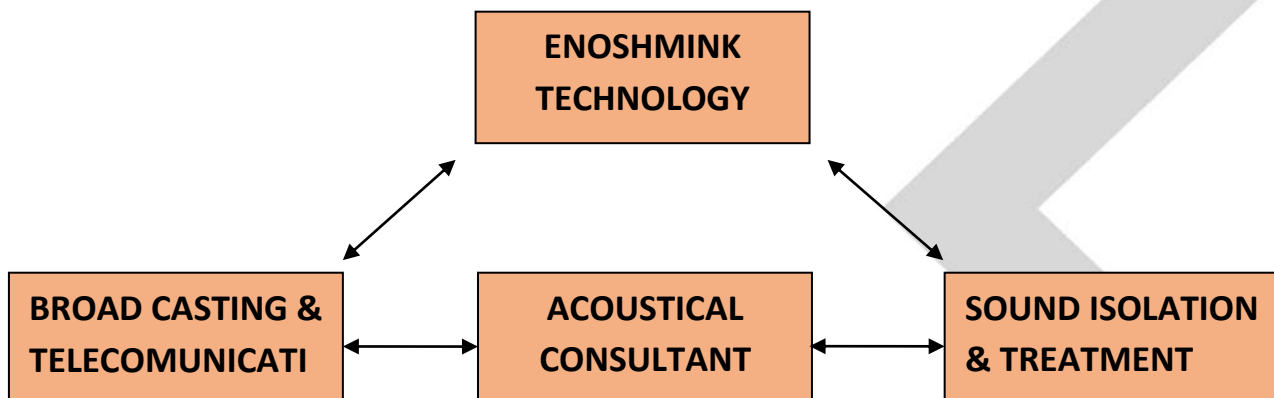 ENOSHMINK
TECHNOLOGY
BROAD CASTING &
TELECOMUNICATI
ACOUSTICAL
CONSULTANT
SOUND ISOLATION
& TREATMENT